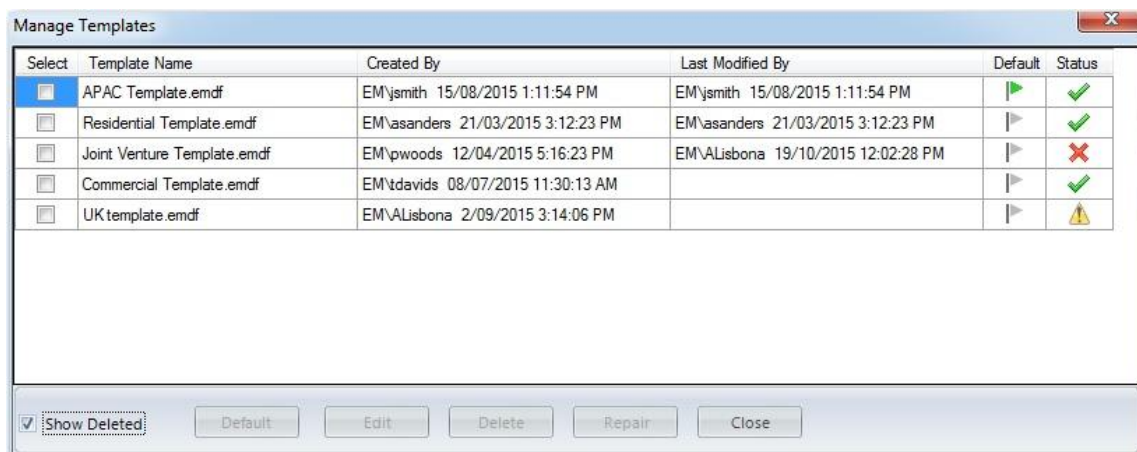 Manage Templates
Select Template Name Created By Last Modified By Default Status
APAC Template.emdf EM\jsmith 15/08/2015 1:11:54 PM EM\jsmith 15/08/2015 1:11:54 PM
Residential Template.emdf EM\asanders 21/03/2015 3:12:23 PM EM\asanders 21/03/2015 3:12:23 PM
Joint Venture Template.emdf EM\pwoods 12/04/2015 5:16:23 PM EM\ALisbona 19/10/2015 12:02:28 PM
Commercial Template.emdf EM\tdavids 08/07/2015 11:30:13 AM
UK template.emdf EM\ALisbona 2/09/2015 3:14:06 PM
Show Deleted Default Edit Delete Repair Close